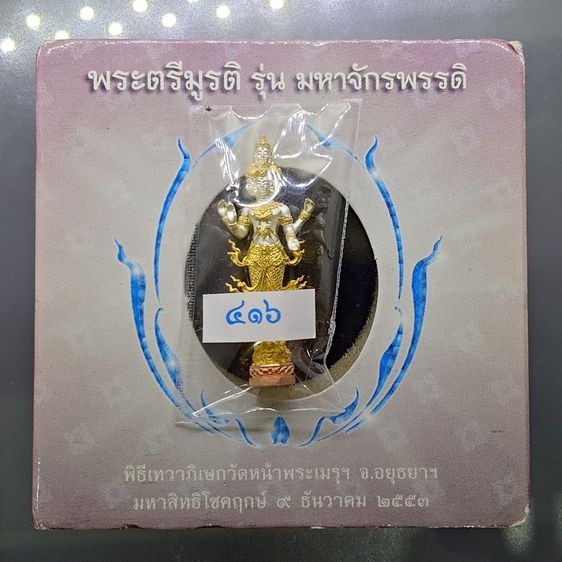 พระตรีมูรติ รุ่น มหาจักรพรรดิ
๔๑๖
พิธีเทวาภิเษกวัดหน้าพระเมรุฯ จ.อยุธยาฯ
มหาสิทธิโชคฤกษ์ ๙ ธันวาคม ๒๕๕๓